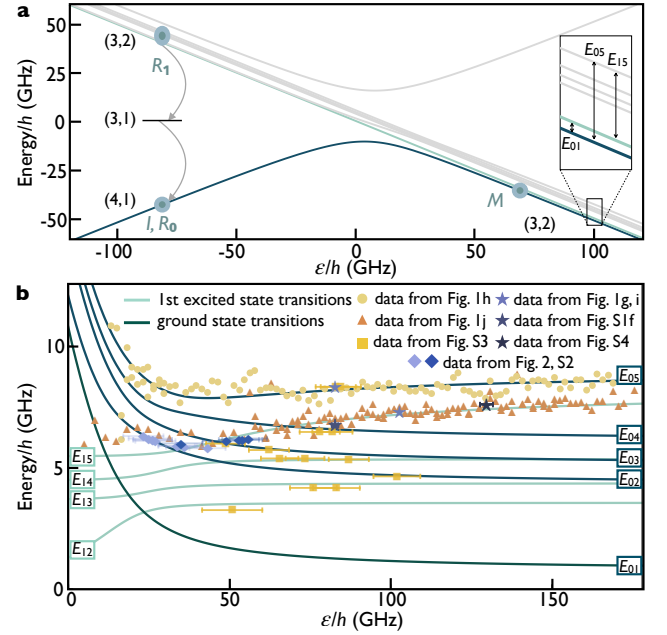 a
Energy/h (GHz)
50
25
0
-25
-50
(3,2)
R1
(3,1)
(4,1)
I, R0
M
(3,2)
E05
E15
E01
-100
-50
0
50
100
ε/h (GHz)
b
Energy/h (GHz)
10
5
0
1st excited state transitions
ground state transitions
data from Fig. 1h
data from Fig. 1j
data from Fig. S3
data from Fig. 1g, i
data from Fig. S1f
data from Fig. S4
data from Fig. 2, S2
E15
E14
E13
E12
E05
E04
E03
E02
E01
0
50
100
150
ε/h (GHz)